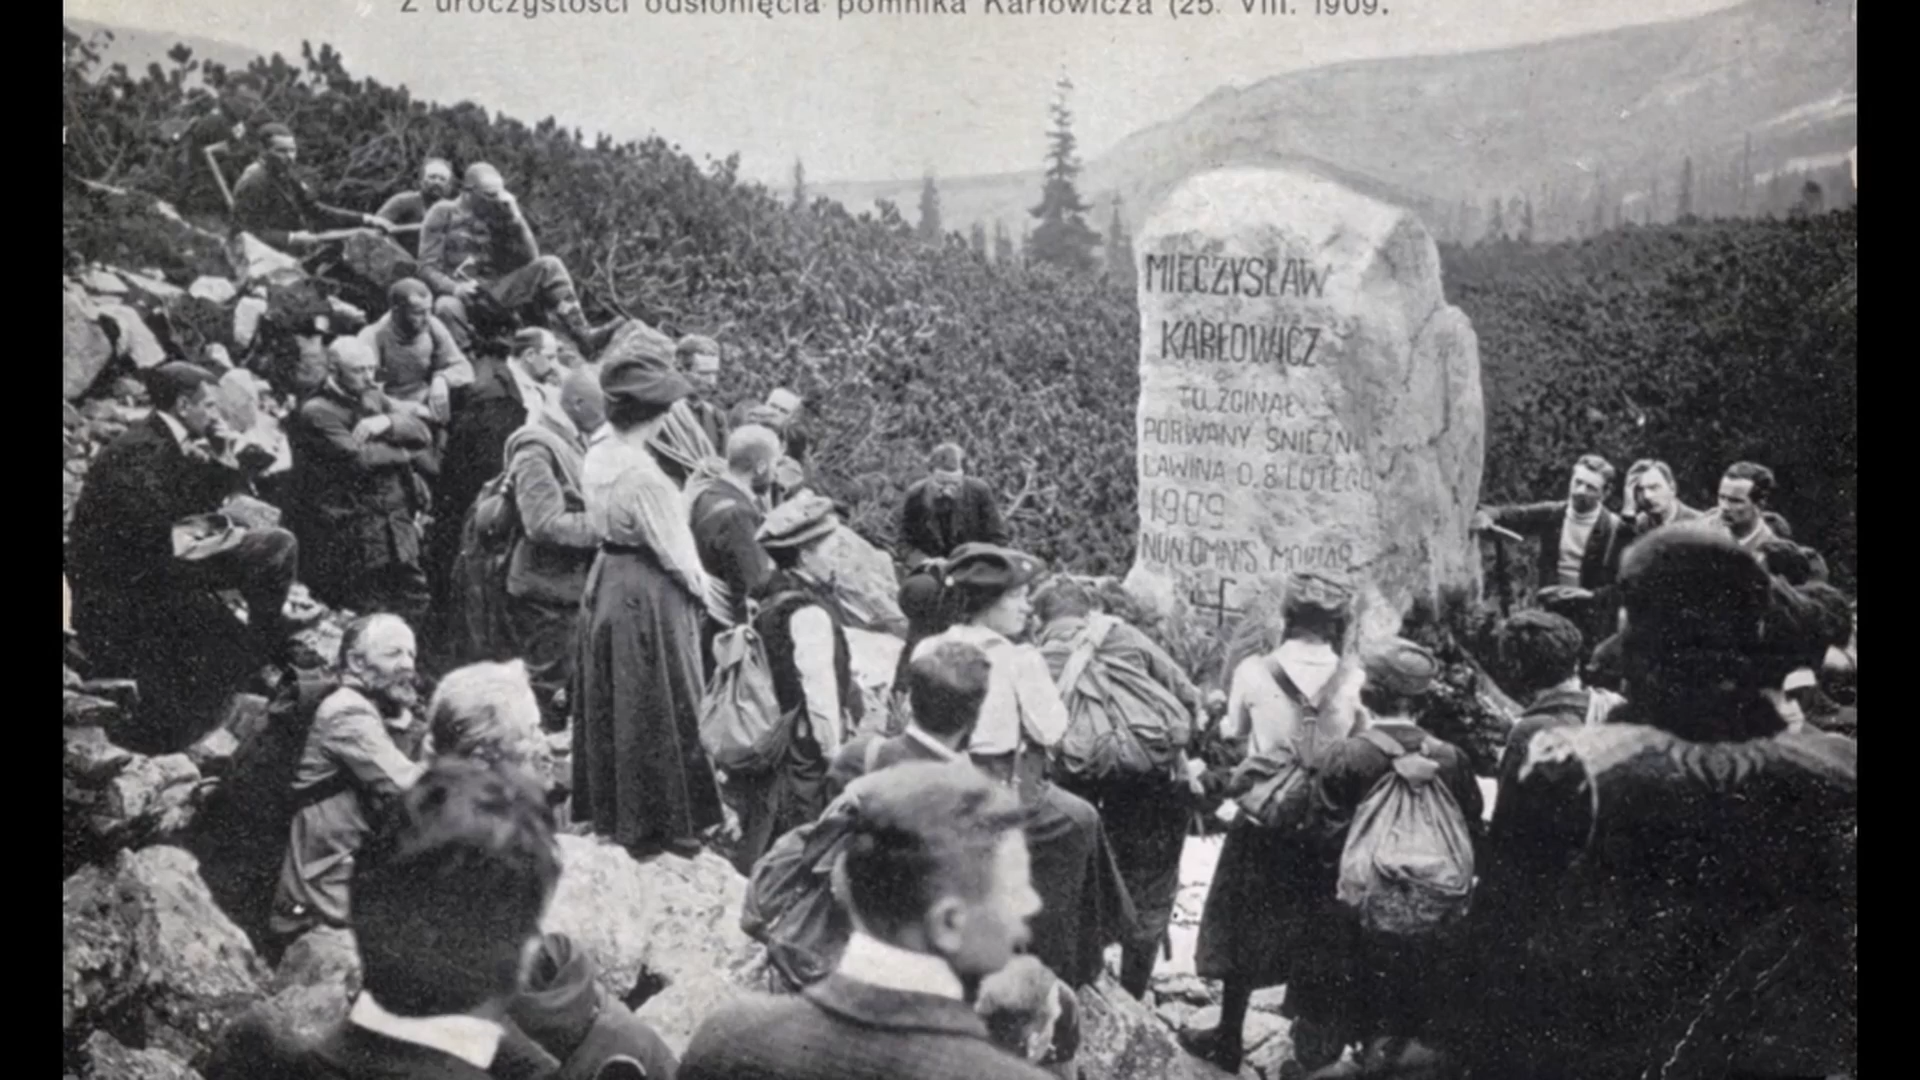 Z uroczystości odsłonięcia pomnika Karłowicza (25. VIII. 1909.
MIECZYSŁAW
KARŁOWICZ
TU ZGINĄŁ
PORWANY ŚNIEŻNĄ
LAWINĄ D. 8 LUTEGO
1909
NON OMNIS MORIAR